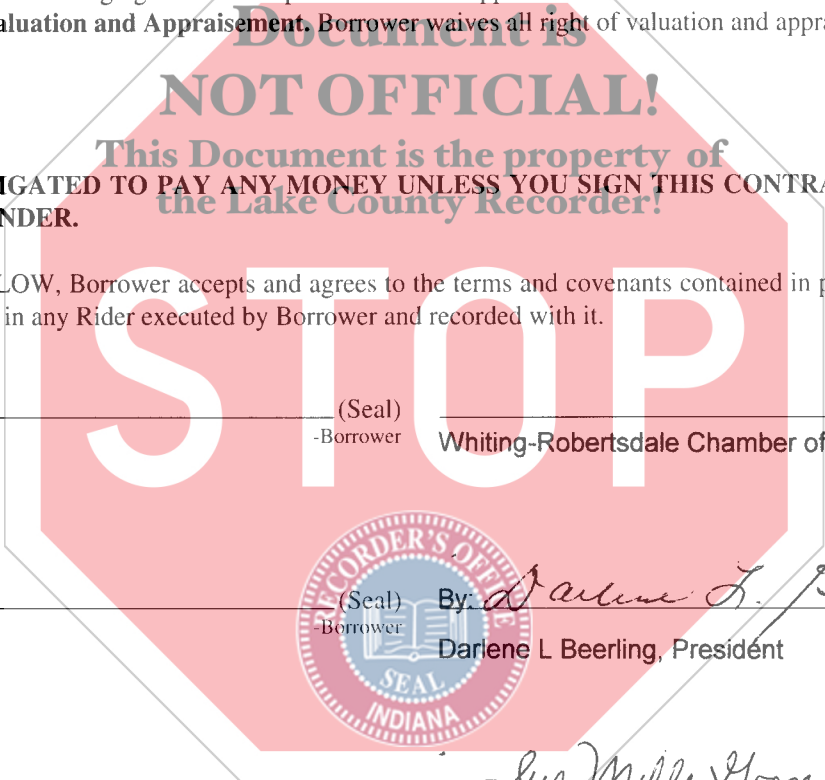 aluation and Appraisement. Borrower waives all right of valuation and appra
Document is
NOT OFFICIAL!
This Document is the property of
the Lake County Recorder!
IGATED TO PAY ANY MONEY UNLESS YOU SIGN THIS CONTRA
NDER.
LOW, Borrower accepts and agrees to the terms and covenants contained in p
in any Rider executed by Borrower and recorded with it.
STOP
(Seal)
-Borrower
Whiting-Robertsdale Chamber of
RECORDER'S OFFICE
SEAL
INDIANA
(Seal)
-Borrower
By: Darlene L. B
Darlene L Beerling, President